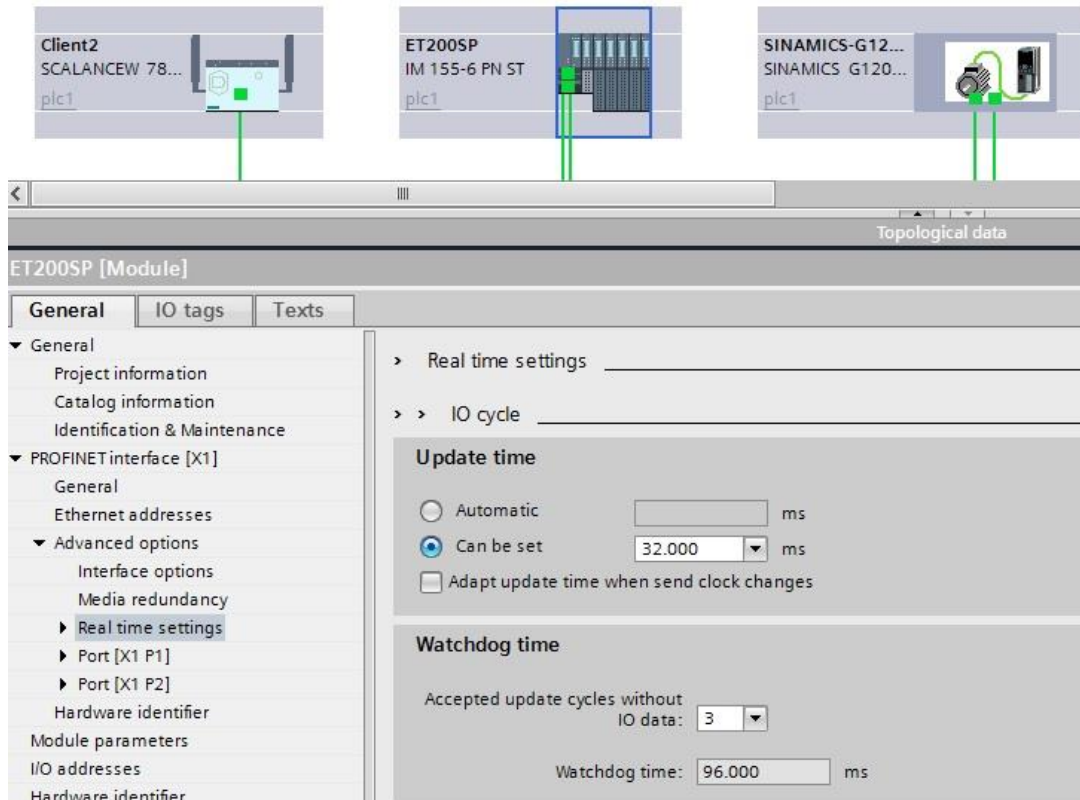 Client2
SCALANCEW 78...
plc1
ET200SP
IM 155-6 PN ST
plc1
SINAMICS-G12...
SINAMICS G120...
plc1
Topological data
ET200SP [Module]
General
IO tags
Texts
General
Project information
Catalog information
Identification & Maintenance
PROFINET interface [X1]
General
Ethernet addresses
Advanced options
Interface options
Media redundancy
Real time settings
Port [X1 P1]
Port [X1 P2]
Hardware identifier
Module parameters
I/O addresses
Hardware identifier
Real time settings
IO cycle
Update time
Automatic
ms
Can be set
32.000
ms
Adapt update time when send clock changes
Watchdog time
Accepted update cycles without
IO data:
3
Watchdog time:
96.000
ms